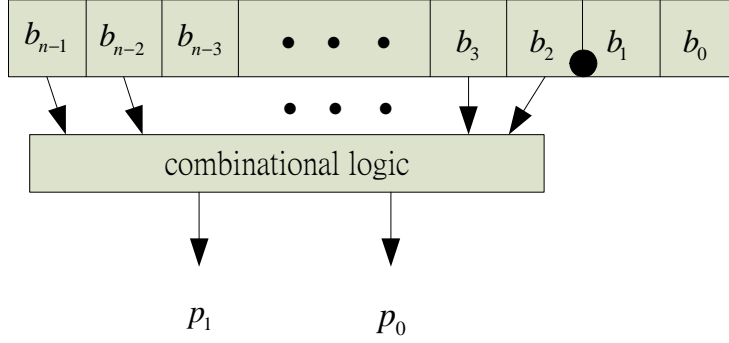 b_{n-1} b_{n-2} b_{n-3} • • • b_3 b_2 b_1 b_0
• • •
combinational logic
p_1 p_0